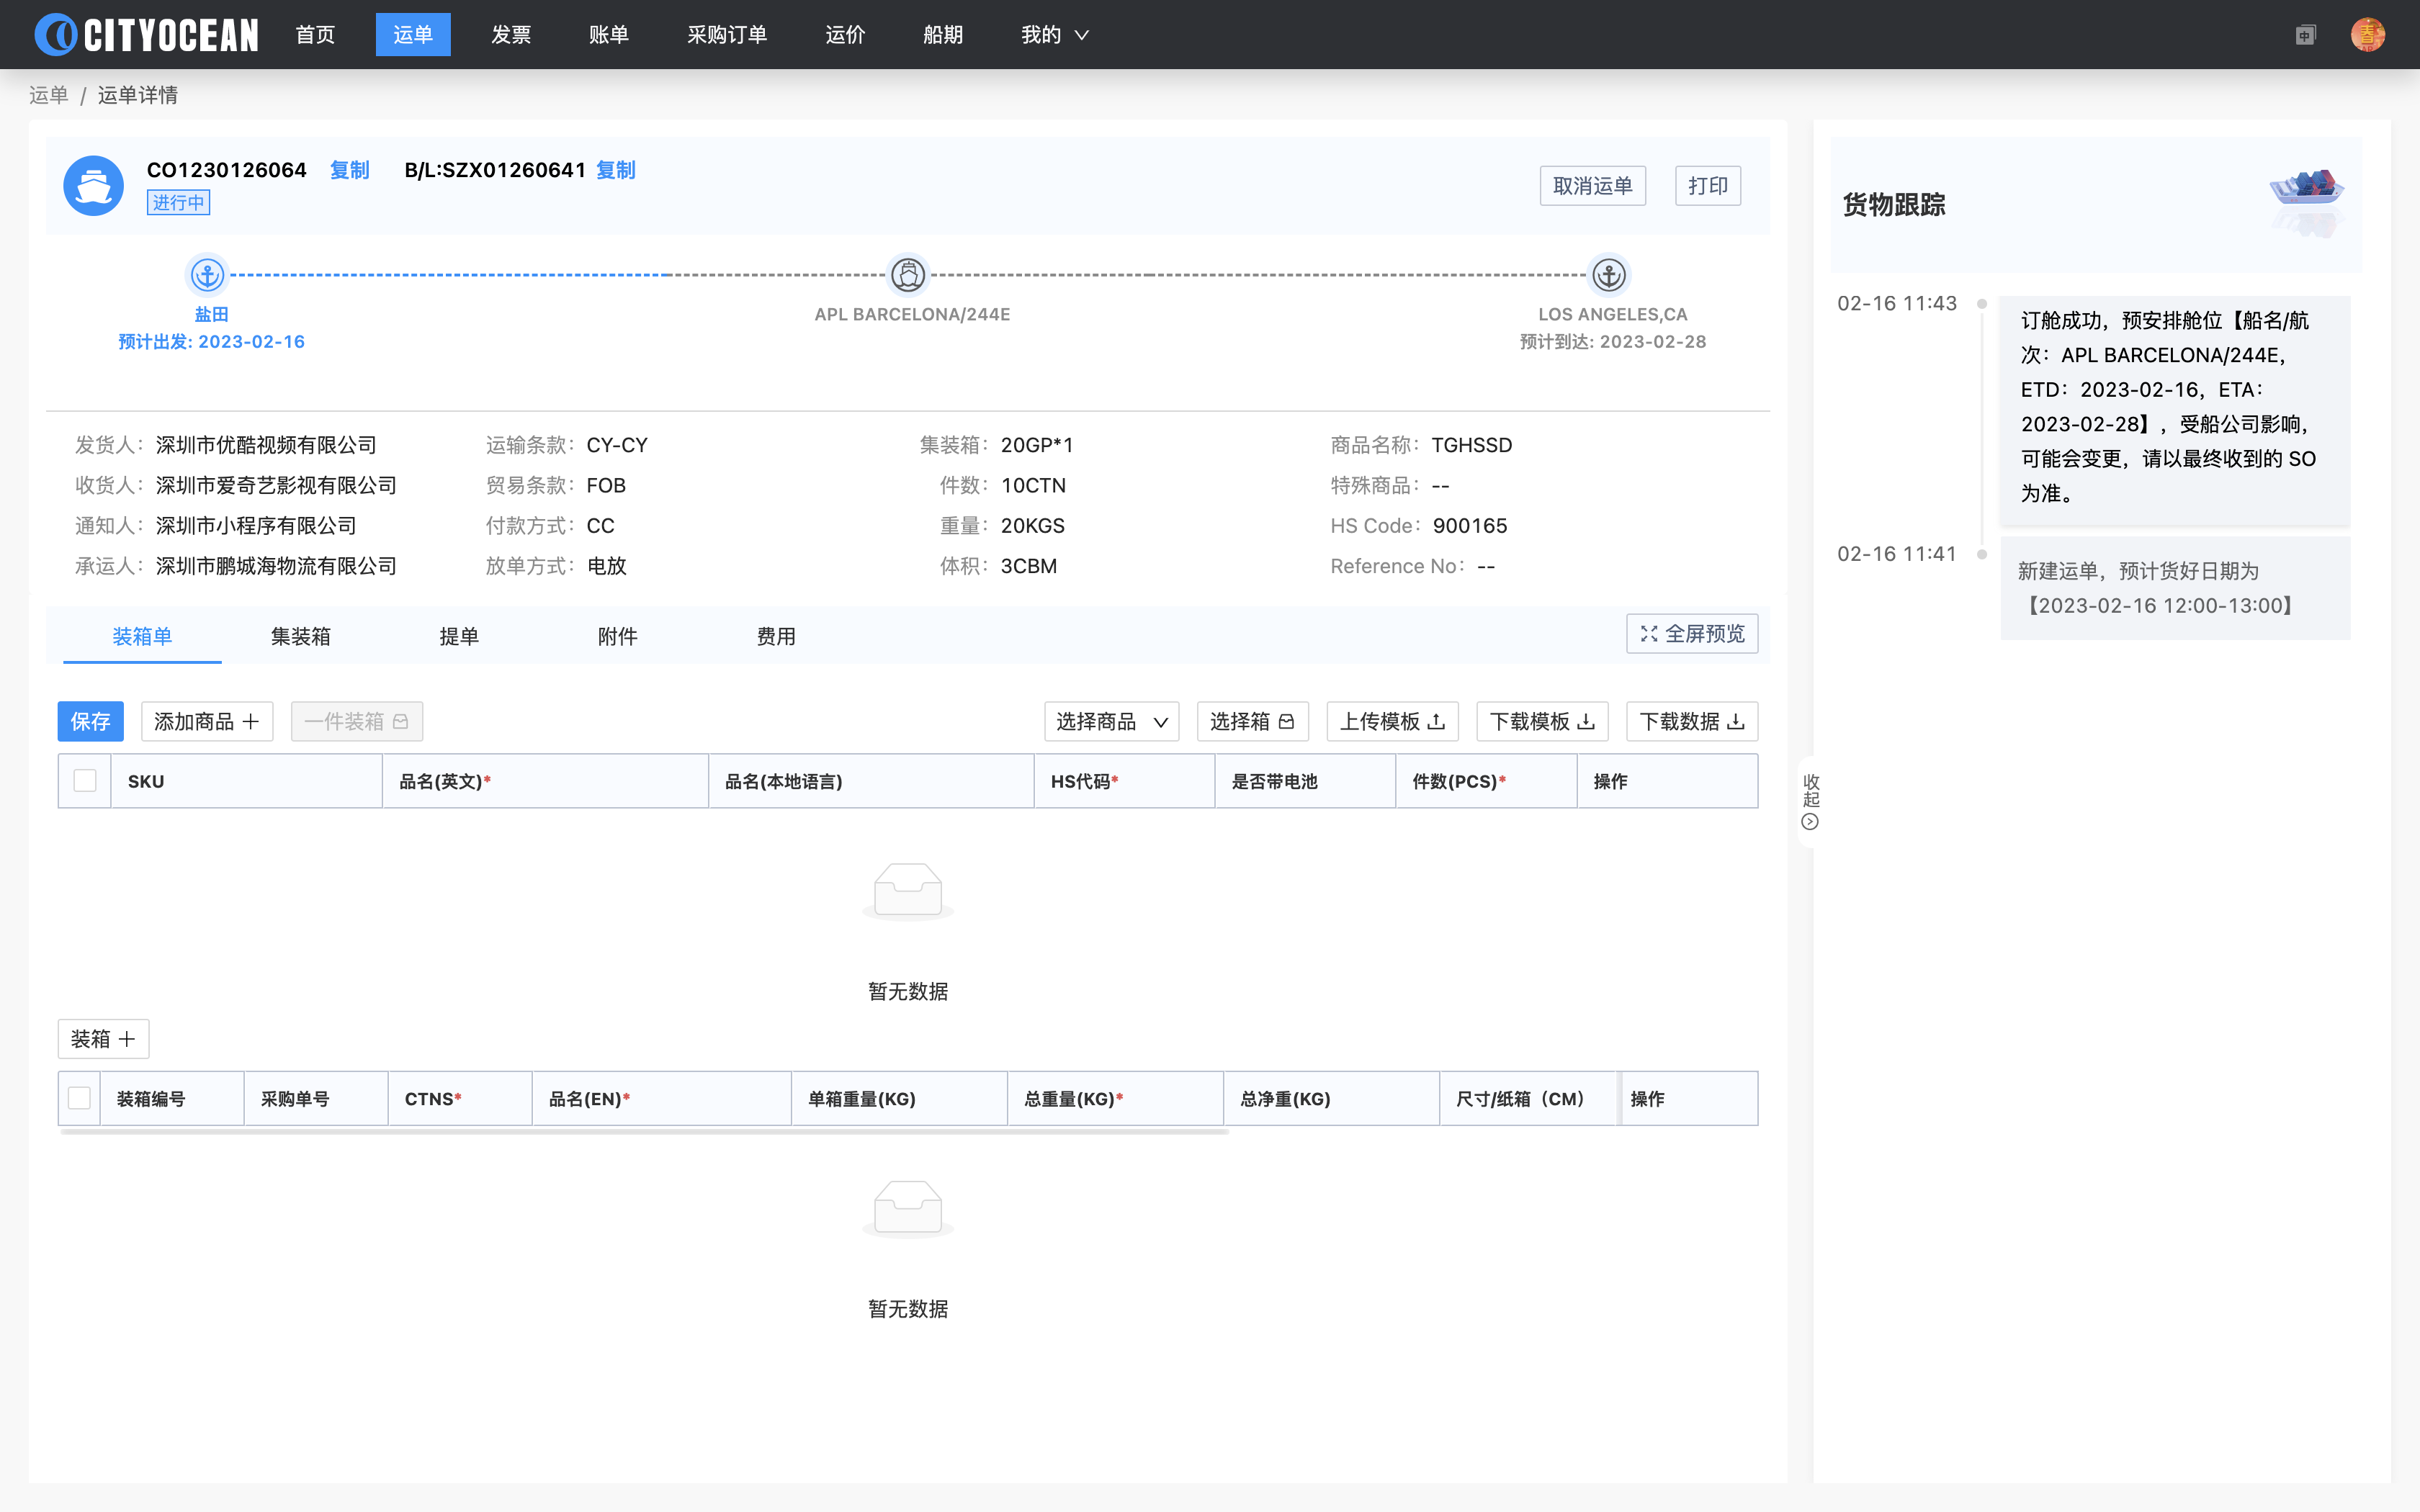 CITYOCEAN 首页 运单 发票 账单 采购订单 运价 船期 我的 中 春
运单 / 运单详情
CO1230126064 复制 B/L:SZX01260641 复制
进行中
取消运单 打印
盐田
预计出发: 2023-02-16
APL BARCELONA/244E
LOS ANGELES,CA
预计到达: 2023-02-28
发货人： 深圳市优酷视频有限公司 运输条款： CY-CY 集装箱： 20GP*1 商品名称： TGHSSD
收货人： 深圳市爱奇艺影视有限公司 贸易条款： FOB 件数： 10CTN 特殊商品： --
通知人： 深圳市小程序有限公司 付款方式： CC 重量： 20KGS HS Code： 900165
承运人： 深圳市鹏城海物流有限公司 放单方式： 电放 体积： 3CBM Reference No： --
装箱单 集装箱 提单 附件 费用 全屏预览
保存 添加商品 一件装箱 选择商品 选择箱 上传模板 下载模板 下载数据
SKU 品名(英文)* 品名(本地语言) HS代码* 是否带电池 件数(PCS)* 操作
暂无数据
装箱
装箱编号 采购单号 CTNS* 品名(EN)* 单箱重量(KG) 总重量(KG)* 总净重(KG) 尺寸/纸箱（CM） 操作
暂无数据
收起
货物跟踪
02-16 11:43
订舱成功，预安排舱位【船名/航
次：APL BARCELONA/244E，
ETD：2023-02-16，ETA：
2023-02-28】，受船公司影响，
可能会变更，请以最终收到的 SO
为准。
02-16 11:41
新建运单，预计货好日期为
【2023-02-16 12:00-13:00】